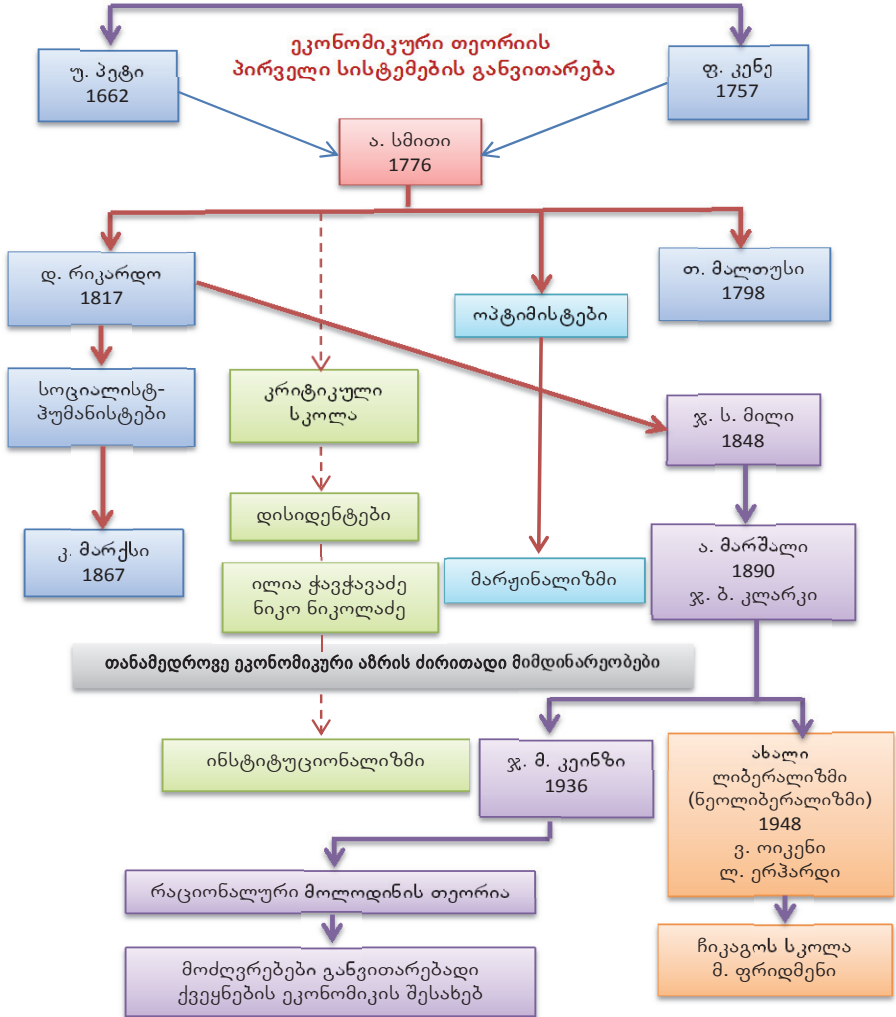 ეკონომიკური თეორიის
პირველი სისტემების განვითარება
უ. პეტი
1662
ფ. კენე
1757
ა. სმითი
1776
დ. რიკარდო
1817
ოპტიმისტები
თ. მალთუსი
1798
სოციალისტ-
ჰუმანისტები
კრიტიკული
სკოლა
ჯ. ს. მილი
1848
დისიდენტები
კ. მარქსი
1867
ილია ჭავჭავაძე
ნიკო ნიკოლაძე
მარჟინალიზმი
ა. მარშალი
1890
ჯ. ბ. კლარკი
თანამედროვე ეკონომიკური აზრის ძირითადი მიმდინარეობები
ინსტიტუციონალიზმი
ჯ. მ. კეინზი
1936
ახალი
ლიბერალიზმი
(ნეოლიბერალიზმი)
1948
ვ. ოიკენი
ლ. ერჰარდი
რაციონალური მოლოდინის თეორია
ჩიკაგოს სკოლა
მ. ფრიდმენი
მოძღვრებები განვითარებადი
ქვეყნების ეკონომიკის შესახებ